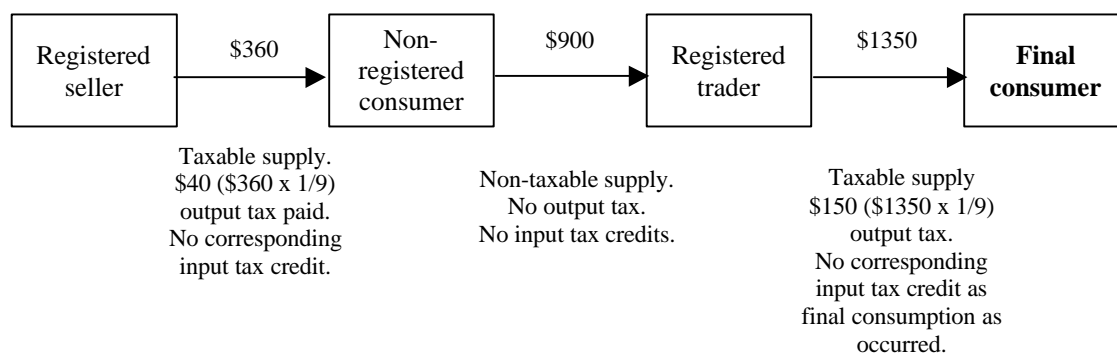 Registered
seller
$360
Non-
registered
consumer
$900
Registered
trader
$1350
Final
consumer
Taxable supply.
$40 ($360 x 1/9)
output tax paid.
No corresponding
input tax credit.
Non-taxable supply.
No output tax.
No input tax credits.
Taxable supply
$150 ($1350 x 1/9)
output tax.
No corresponding
input tax credit as
final consumption as
occurred.